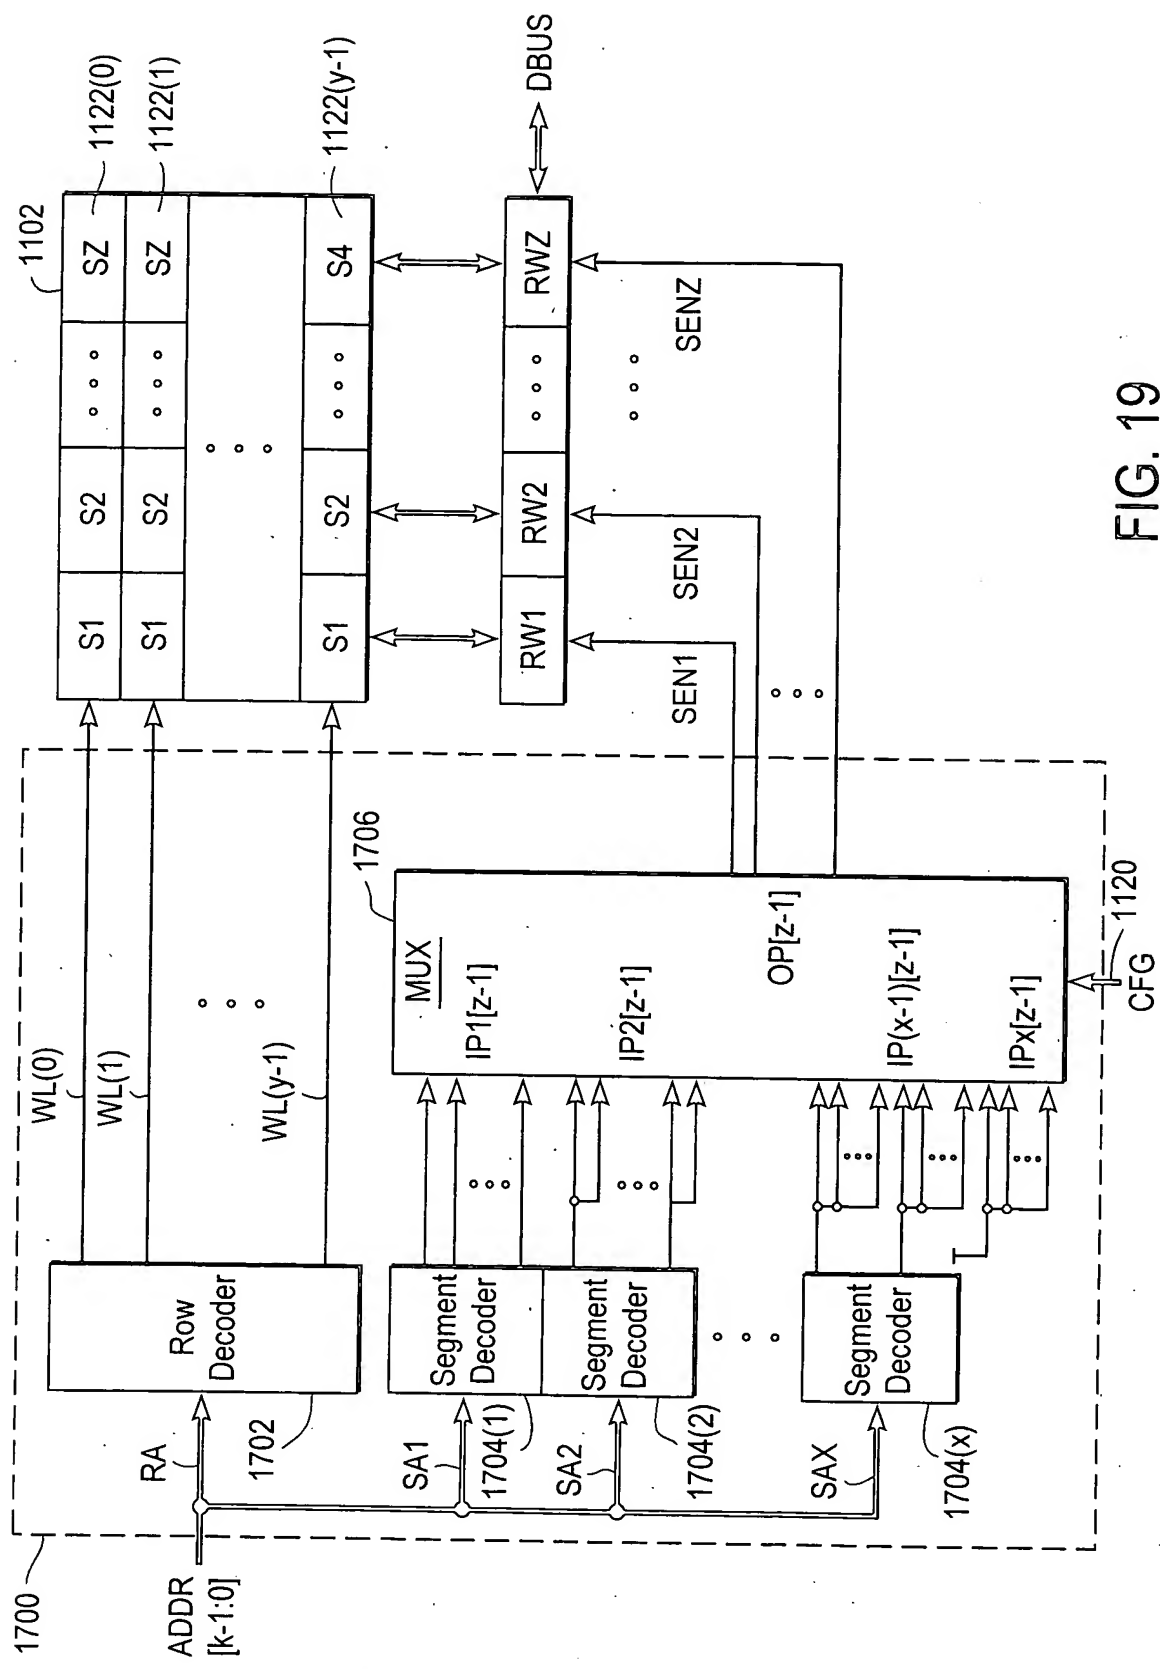 1700
ADDR
[k-1:0]
RA
1702
Row
Decoder
WL(0)
WL(1)
WL(y-1)
1102
S1
S2
SZ
1122(0)
S1
S2
SZ
1122(1)
S1
S2
S4
1122(y-1)
RW1
RW2
RWZ
DBUS
SEN1
SEN2
SENZ
SA1
1704(1)
Segment
Decoder
SA2
1704(2)
Segment
Decoder
SAX
1704(x)
Segment
Decoder
1706
MUX
IP1[z-1]
IP2[z-1]
OP[z-1]
IP(x-1)[z-1]
IPx[z-1]
CFG
1120
FIG. 19